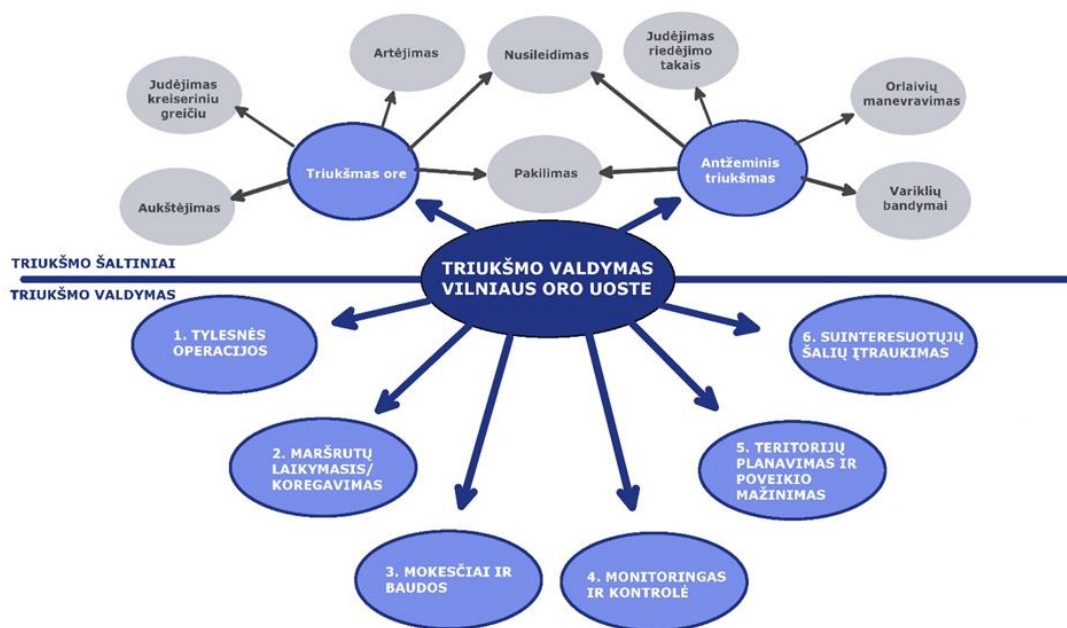 Judėjimas
kreiseriniu
greičiu
Artėjimas
Nusileidimas
Judėjimas
riedėjimo
takais
Orlaivių
manevravimas
Triukšmas ore
Pakilimas
Antžeminis
triukšmas
Aukštėjimas
Variklių
bandymai
TRIUKŠMO VALDYMAS
VILNIAUS ORO UOSTE
TRIUKŠMO ŠALTINIAI
TRIUKŠMO VALDYMAS
1. TYLESNĖS
OPERACIJOS
2. MARŠRUTŲ
LAIKYMASIS/
KOREGAVIMAS
3. MOKESČIAI IR
BAUDOS
4. MONITORINGAS
IR KONTROLĖ
5. TERITORIJŲ
PLANAVIMAS IR
POVEIKIO
MAŽINIMAS
6. SUINTERESUOTŲJŲ
ŠALIŲ ĮTRAUKIMAS